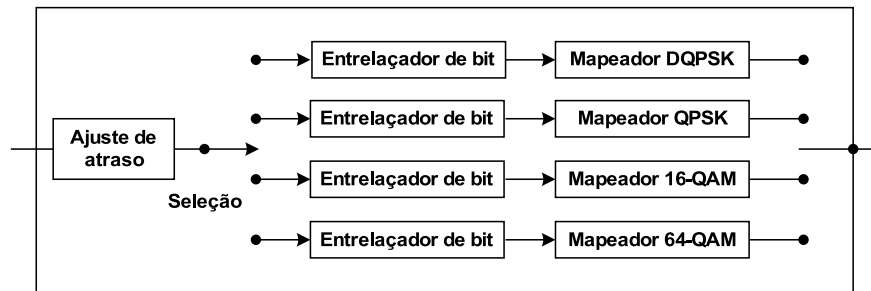 Entrelaçador de bit
Mapeador DQPSK
Entrelaçador de bit
Mapeador QPSK
Ajuste de
atraso
Seleção
Entrelaçador de bit
Mapeador 16-QAM
Entrelaçador de bit
Mapeador 64-QAM